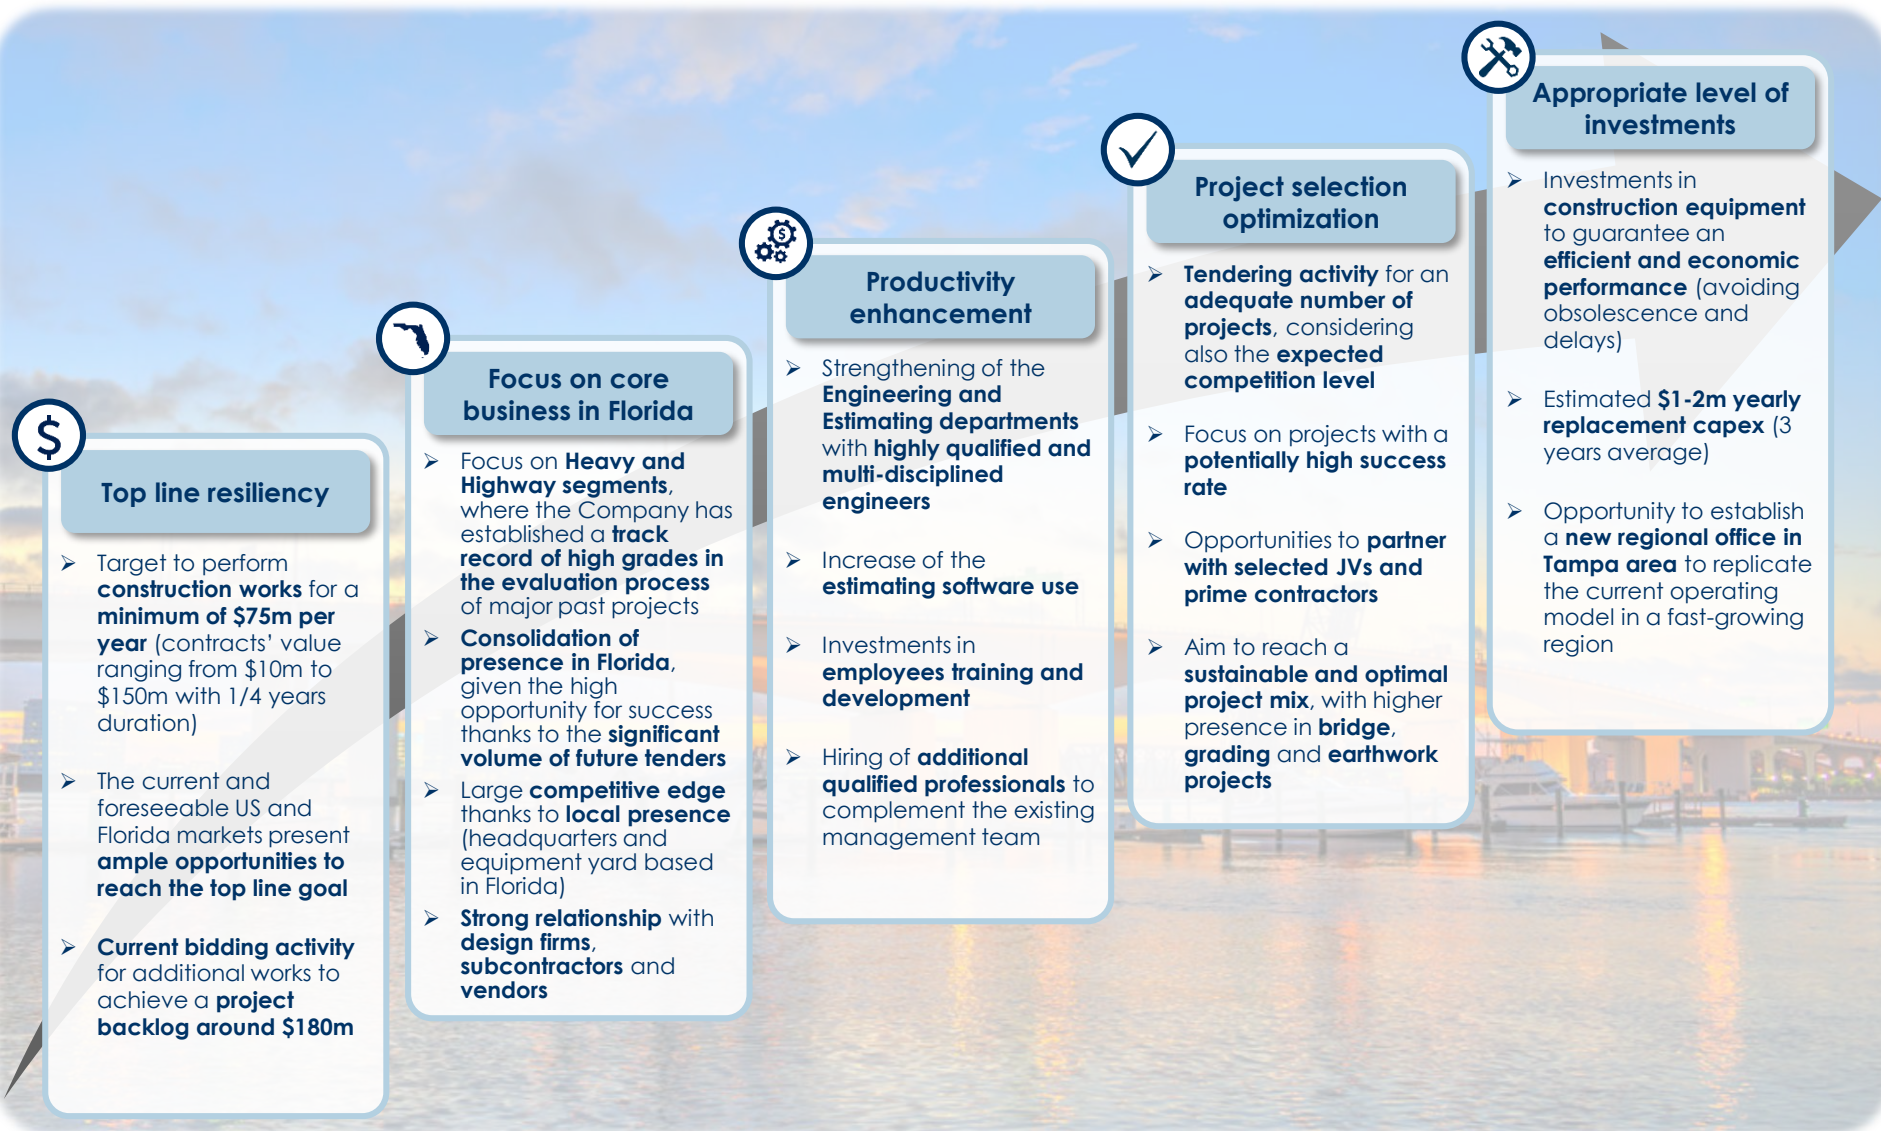 Top line resiliency
➢ Target to perform
construction works for a
minimum of $75m per
year (contracts’ value
ranging from $10m to
$150m with 1/4 years
duration)
➢ The current and
foreseeable US and
Florida markets present
ample opportunities to
reach the top line goal
➢ Current bidding activity
for additional works to
achieve a project
backlog around $180m
Focus on core
business in Florida
➢ Focus on Heavy and
Highway segments,
where the Company has
established a track
record of high grades in
the evaluation process
of major past projects
➢ Consolidation of
presence in Florida,
given the high
opportunity for success
thanks to the significant
volume of future tenders
➢ Large competitive edge
thanks to local presence
(headquarters and
equipment yard based
in Florida)
➢ Strong relationship with
design firms,
subcontractors and
vendors
Productivity
enhancement
➢ Strengthening of the
Engineering and
Estimating departments
with highly qualified and
multi-disciplined
engineers
➢ Increase of the
estimating software use
➢ Investments in
employees training and
development
➢ Hiring of additional
qualified professionals to
complement the existing
management team
Project selection
optimization
➢ Tendering activity for an
adequate number of
projects, considering
also the expected
competition level
➢ Focus on projects with a
potentially high success
rate
➢ Opportunities to partner
with selected JVs and
prime contractors
➢ Aim to reach a
sustainable and optimal
project mix, with higher
presence in bridge,
grading and earthwork
projects
Appropriate level of
investments
➢ Investments in
construction equipment
to guarantee an
efficient and economic
performance (avoiding
obsolescence and
delays)
➢ Estimated $1-2m yearly
replacement capex (3
years average)
➢ Opportunity to establish
a new regional office in
Tampa area to replicate
the current operating
model in a fast-growing
region